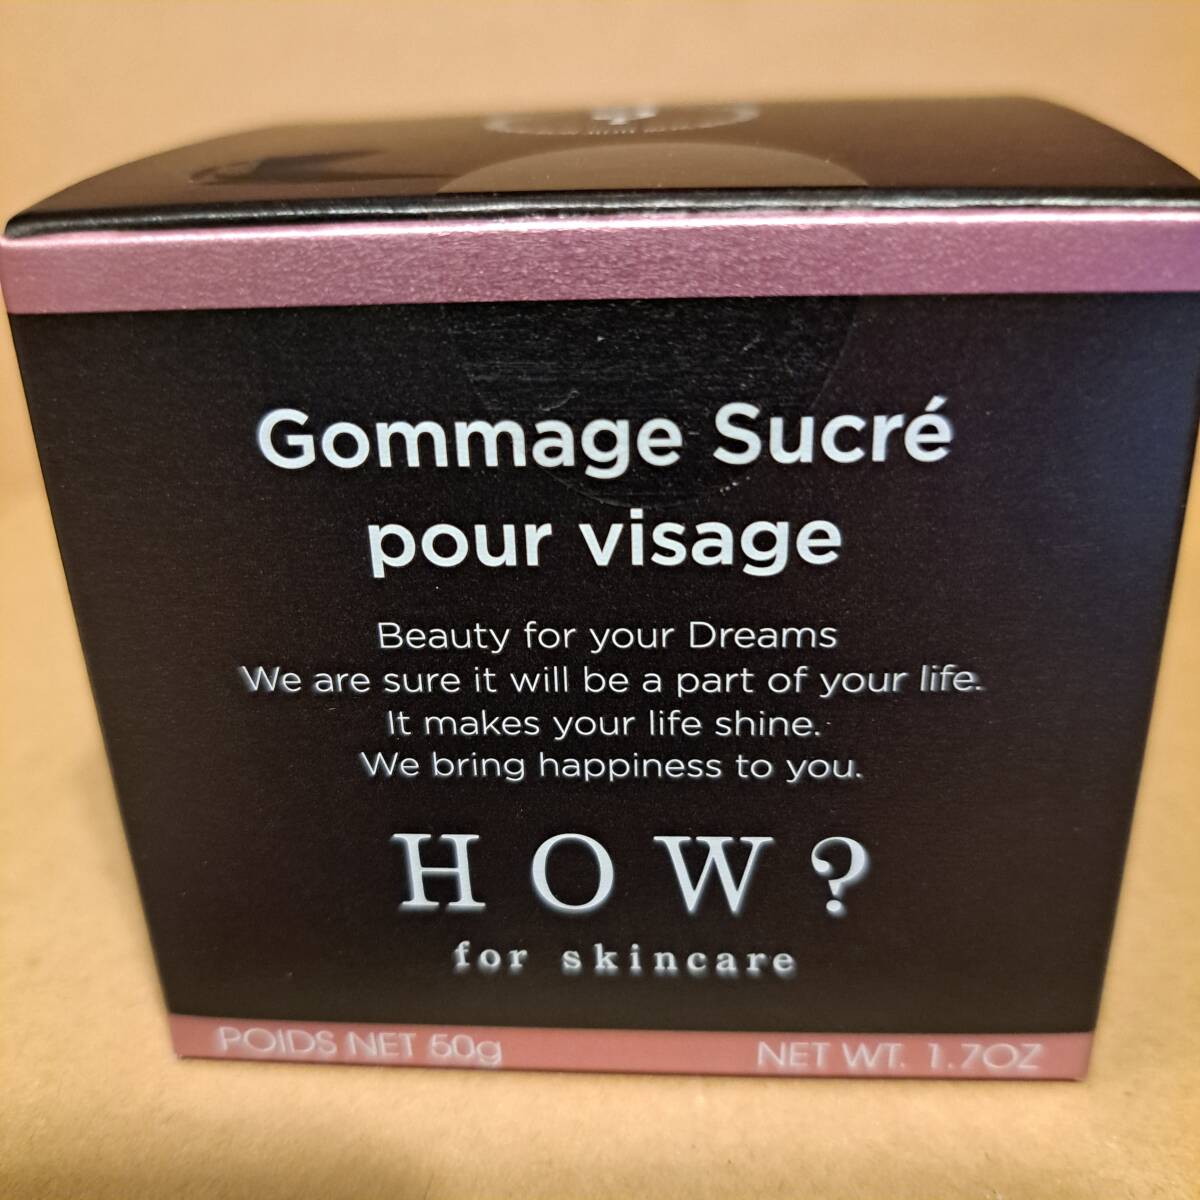 Gommage Sucré
pour visage
Beauty for your Dreams
We are sure it will be a part of your life.
It makes your life shine.
We bring happiness to you.
HOW?
for skincare
POIDS NET 50g
NET WT. 1.7OZ